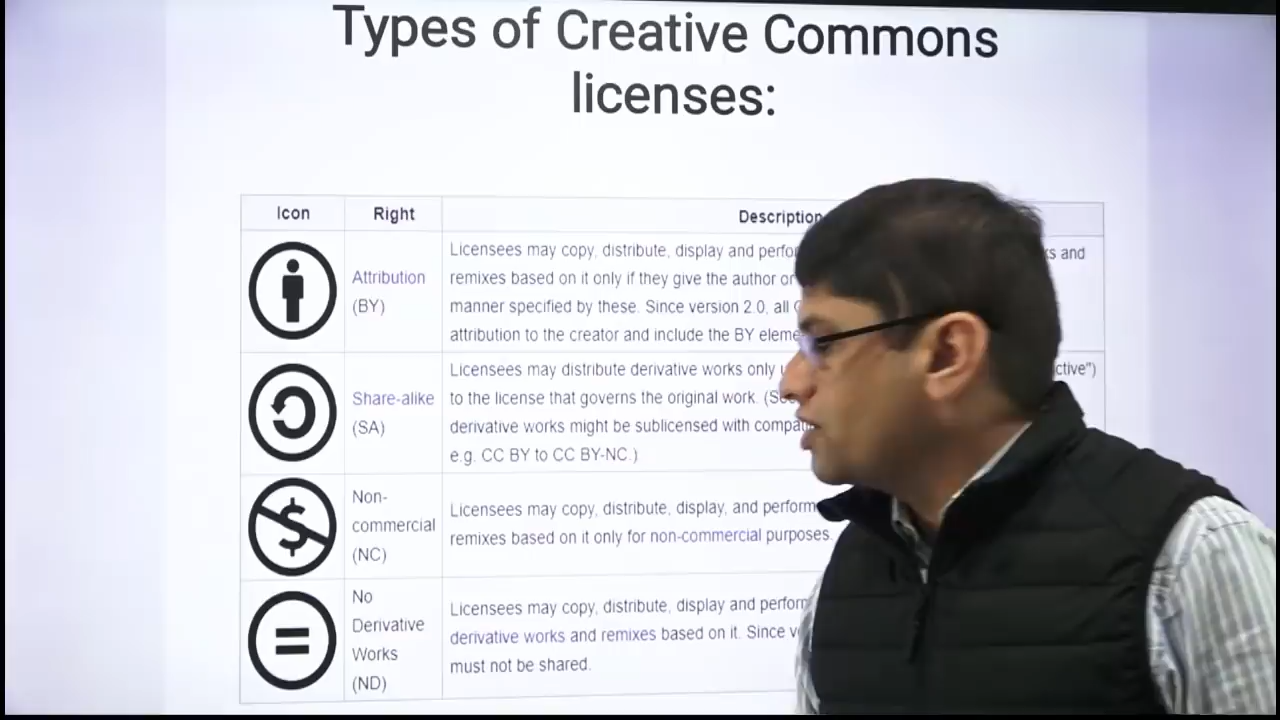 Types of Creative Commons
licenses:
Icon
Right
Description
Attribution
(BY)
Licensees may copy, distribute, display and
ks and
remixes based on it only if they give the author or
manner specified by these. Since version 2.0, all
attribution to the creator and include the BY
Share-alike
(SA)
Licensees may distribute derivative works only
ctive")
to the license that governs the original work.
derivative works might be sublicensed with
e.g. CC BY to CC BY-NC.)
Non-
commercial
(NC)
Licensees may copy, distribute, display, and perform
remixes based on it only for non-commercial purposes.
No
Derivative
Works
(ND)
Licensees may copy, distribute, display and perform
derivative works and remixes based on it. Since
must not be shared.